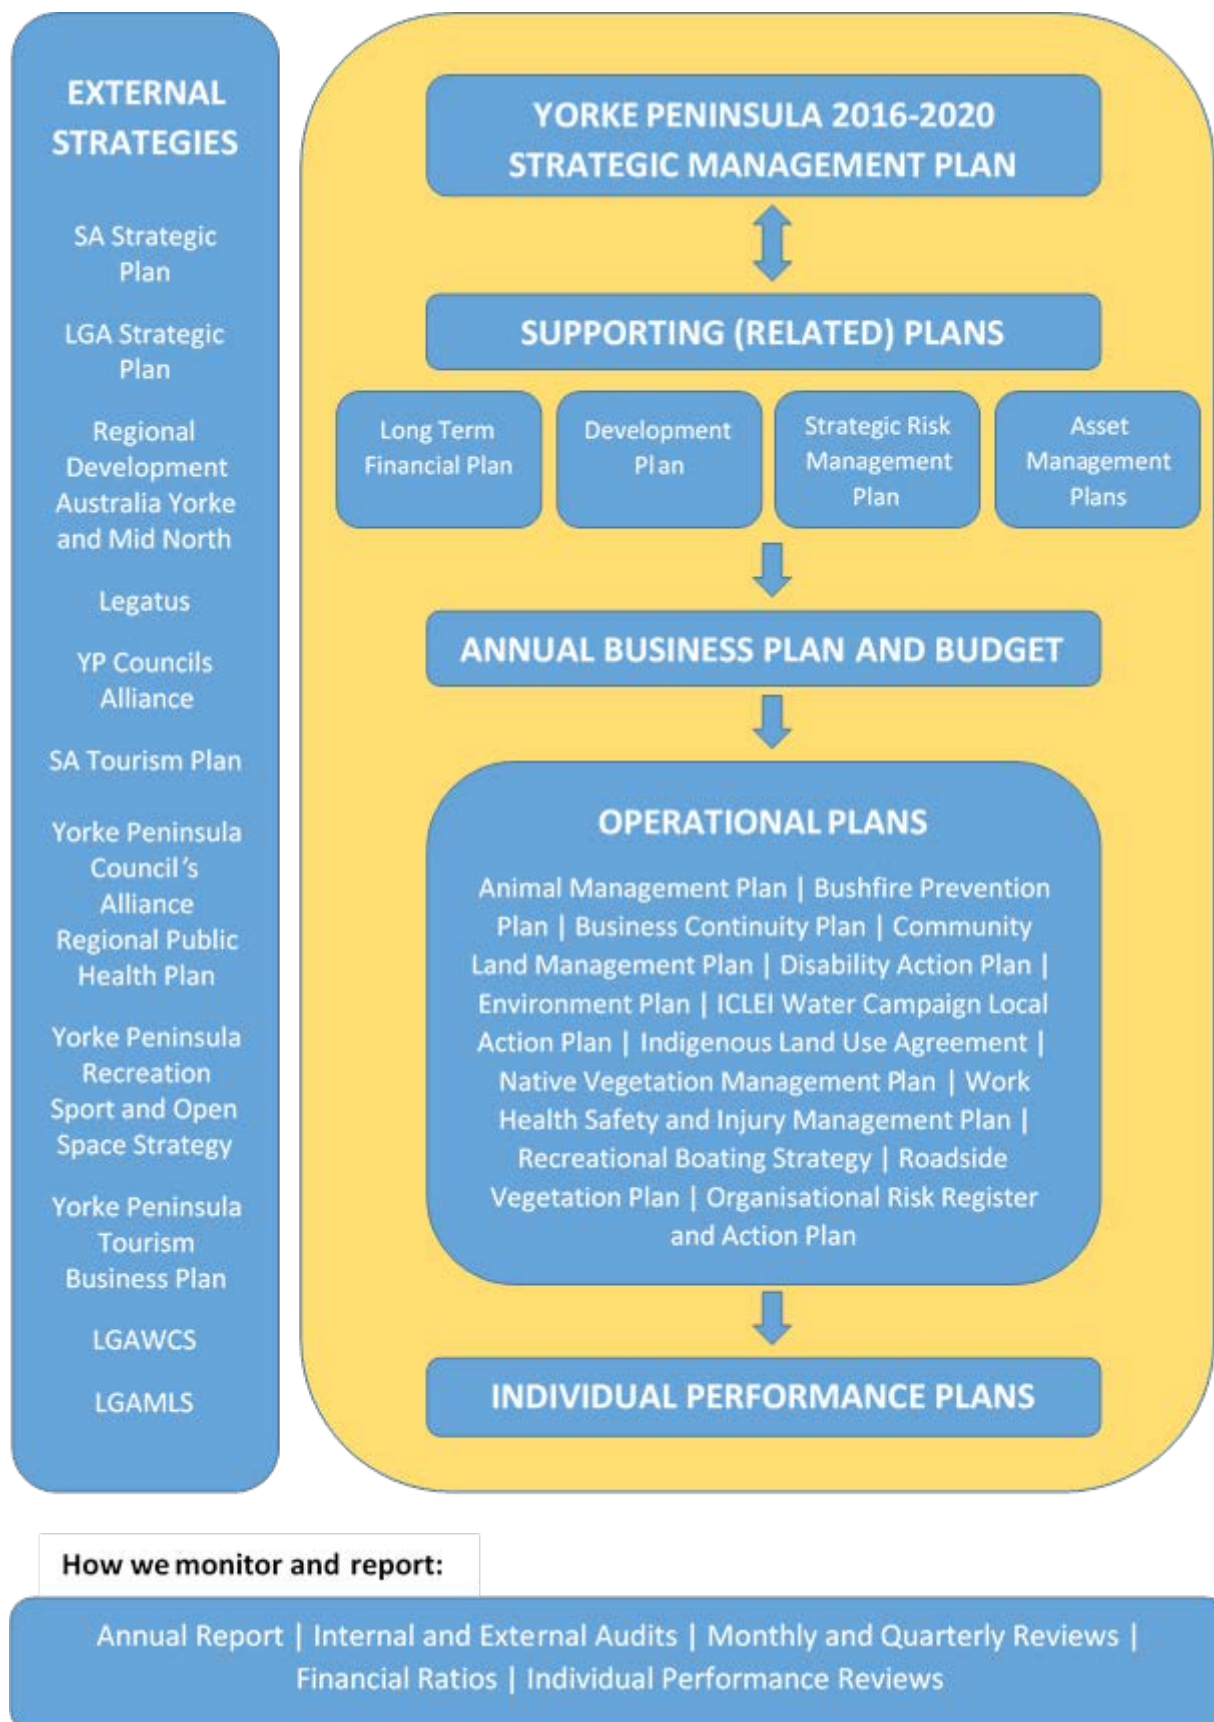 EXTERNAL
STRATEGIES
SA Strategic
Plan
LGA Strategic
Plan
Regional
Development
Australia Yorke
and Mid North
Legatus
YP Councils
Alliance
SA Tourism Plan
Yorke Peninsula
Council's
Alliance
Regional Public
Health Plan
Yorke Peninsula
Recreation
Sport and Open
Space Strategy
Yorke Peninsula
Tourism
Business Plan
LGAWCS
LGAMLS
YORKE PENINSULA 2016-2020
STRATEGIC MANAGEMENT PLAN
SUPPORTING (RELATED) PLANS
Long Term
Financial Plan
Development
Plan
Strategic Risk
Management
Plan
Asset
Management
Plans
ANNUAL BUSINESS PLAN AND BUDGET
OPERATIONAL PLANS
Animal Management Plan | Bushfire Prevention
Plan | Business Continuity Plan | Community
Land Management Plan | Disability Action Plan |
Environment Plan | ICLEI Water Campaign Local
Action Plan | Indigenous Land Use Agreement |
Native Vegetation Management Plan | Work
Health Safety and Injury Management Plan |
Recreational Boating Strategy | Roadside
Vegetation Plan | Organisational Risk Register
and Action Plan
INDIVIDUAL PERFORMANCE PLANS
How we monitor and report:
Annual Report | Internal and External Audits | Monthly and Quarterly Reviews |
Financial Ratios | Individual Performance Reviews